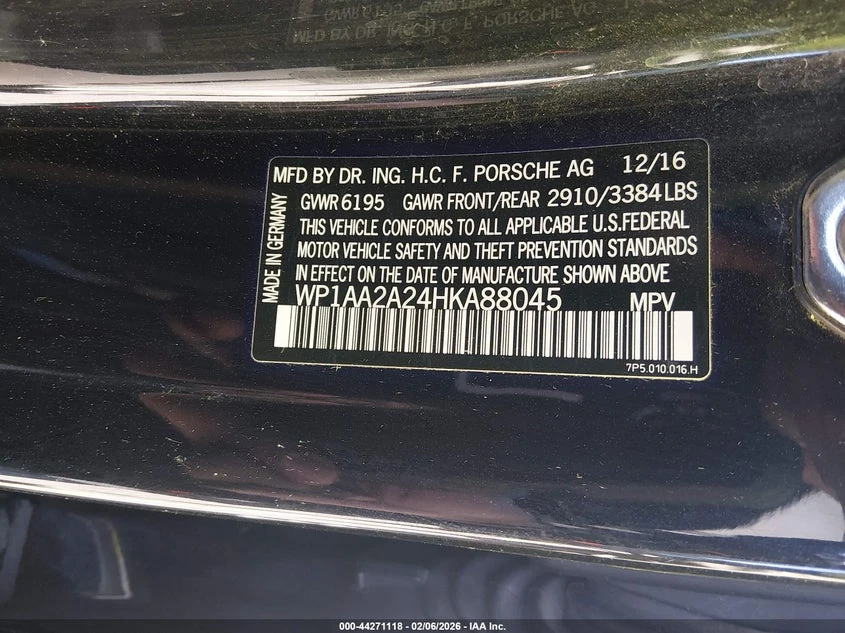 MFD BY DR. ING. H.C. F. PORSCHE AG 12/16
GVWR 6195 GAWR FRONT/REAR 2910/3384 LBS
THIS VEHICLE CONFORMS TO ALL APPLICABLE U.S.FEDERAL
MOTOR VEHICLE SAFETY AND THEFT PREVENTION STANDARDS
IN EFFECT ON THE DATE OF MANUFACTURE SHOWN ABOVE
WP1AA2A24HKA88045 MPV
7P5.010.016.H
MADE IN GERMANY
000-44271118 - 02/06/2026 - IAA Inc.